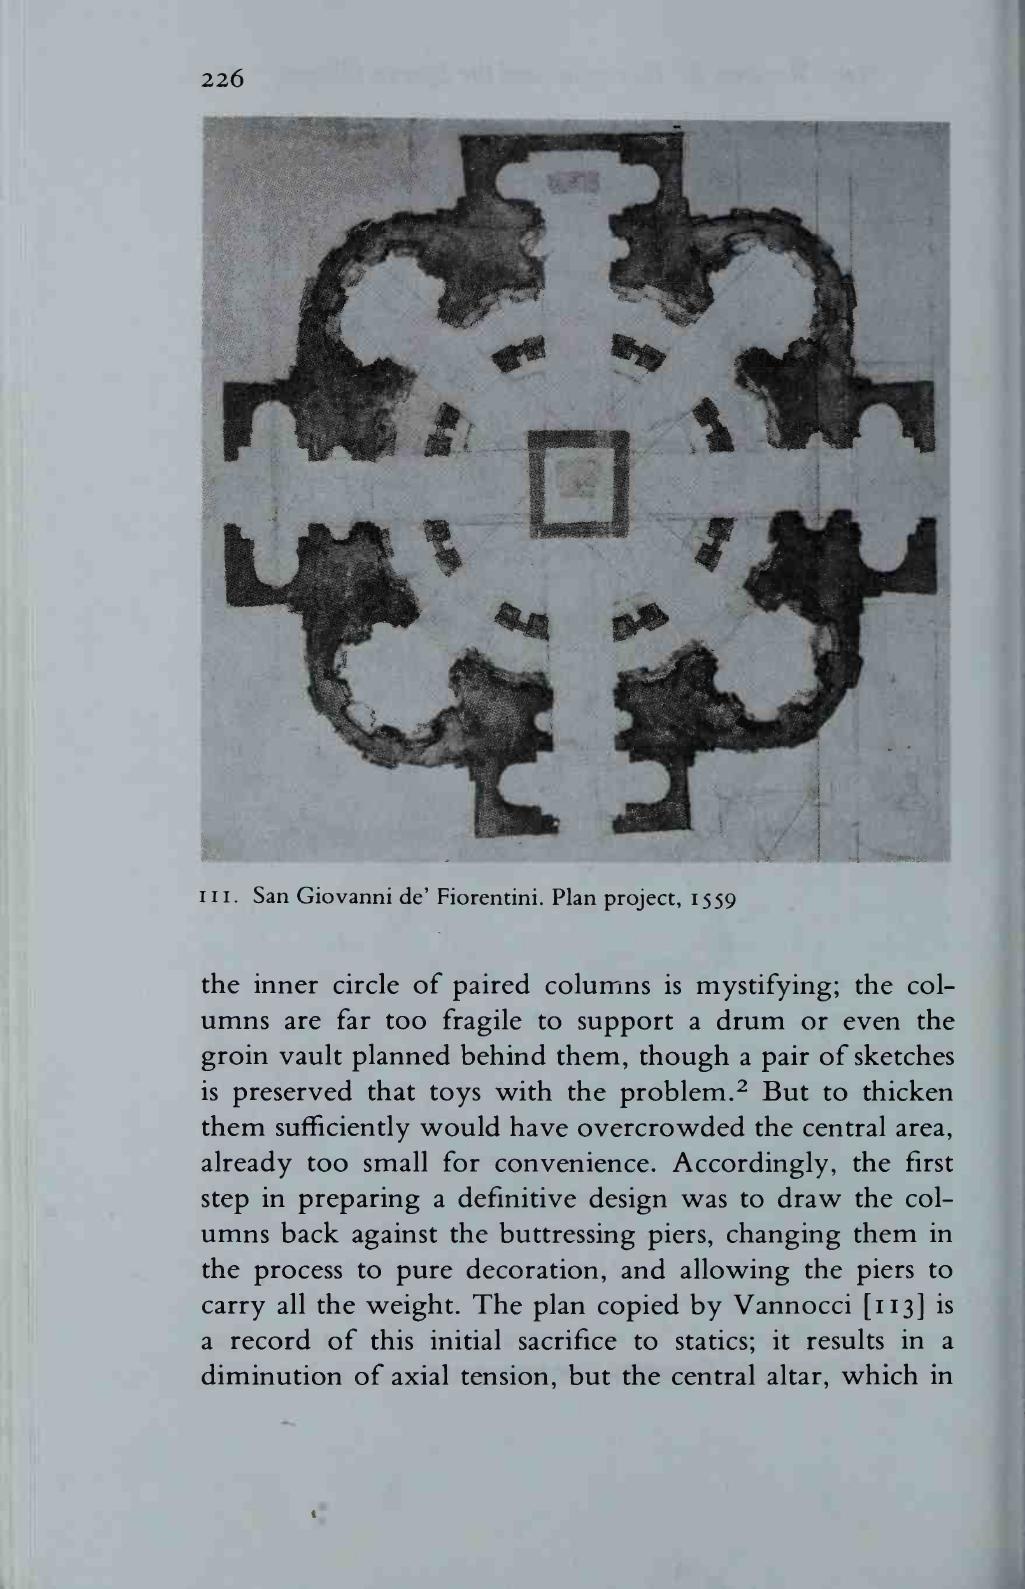 226
111. San Giovanni de' Fiorentini. Plan project, 1559
the inner circle of paired columns is mystifying; the col-
umns are far too fragile to support a drum or even the
groin vault planned behind them, though a pair of sketches
is preserved that toys with the problem.² But to thicken
them sufficiently would have overcrowded the central area,
already too small for convenience. Accordingly, the first
step in preparing a definitive design was to draw the col-
umns back against the buttressing piers, changing them in
the process to pure decoration, and allowing the piers to
carry all the weight. The plan copied by Vannocci [113] is
a record of this initial sacrifice to statics; it results in a
diminution of axial tension, but the central altar, which in